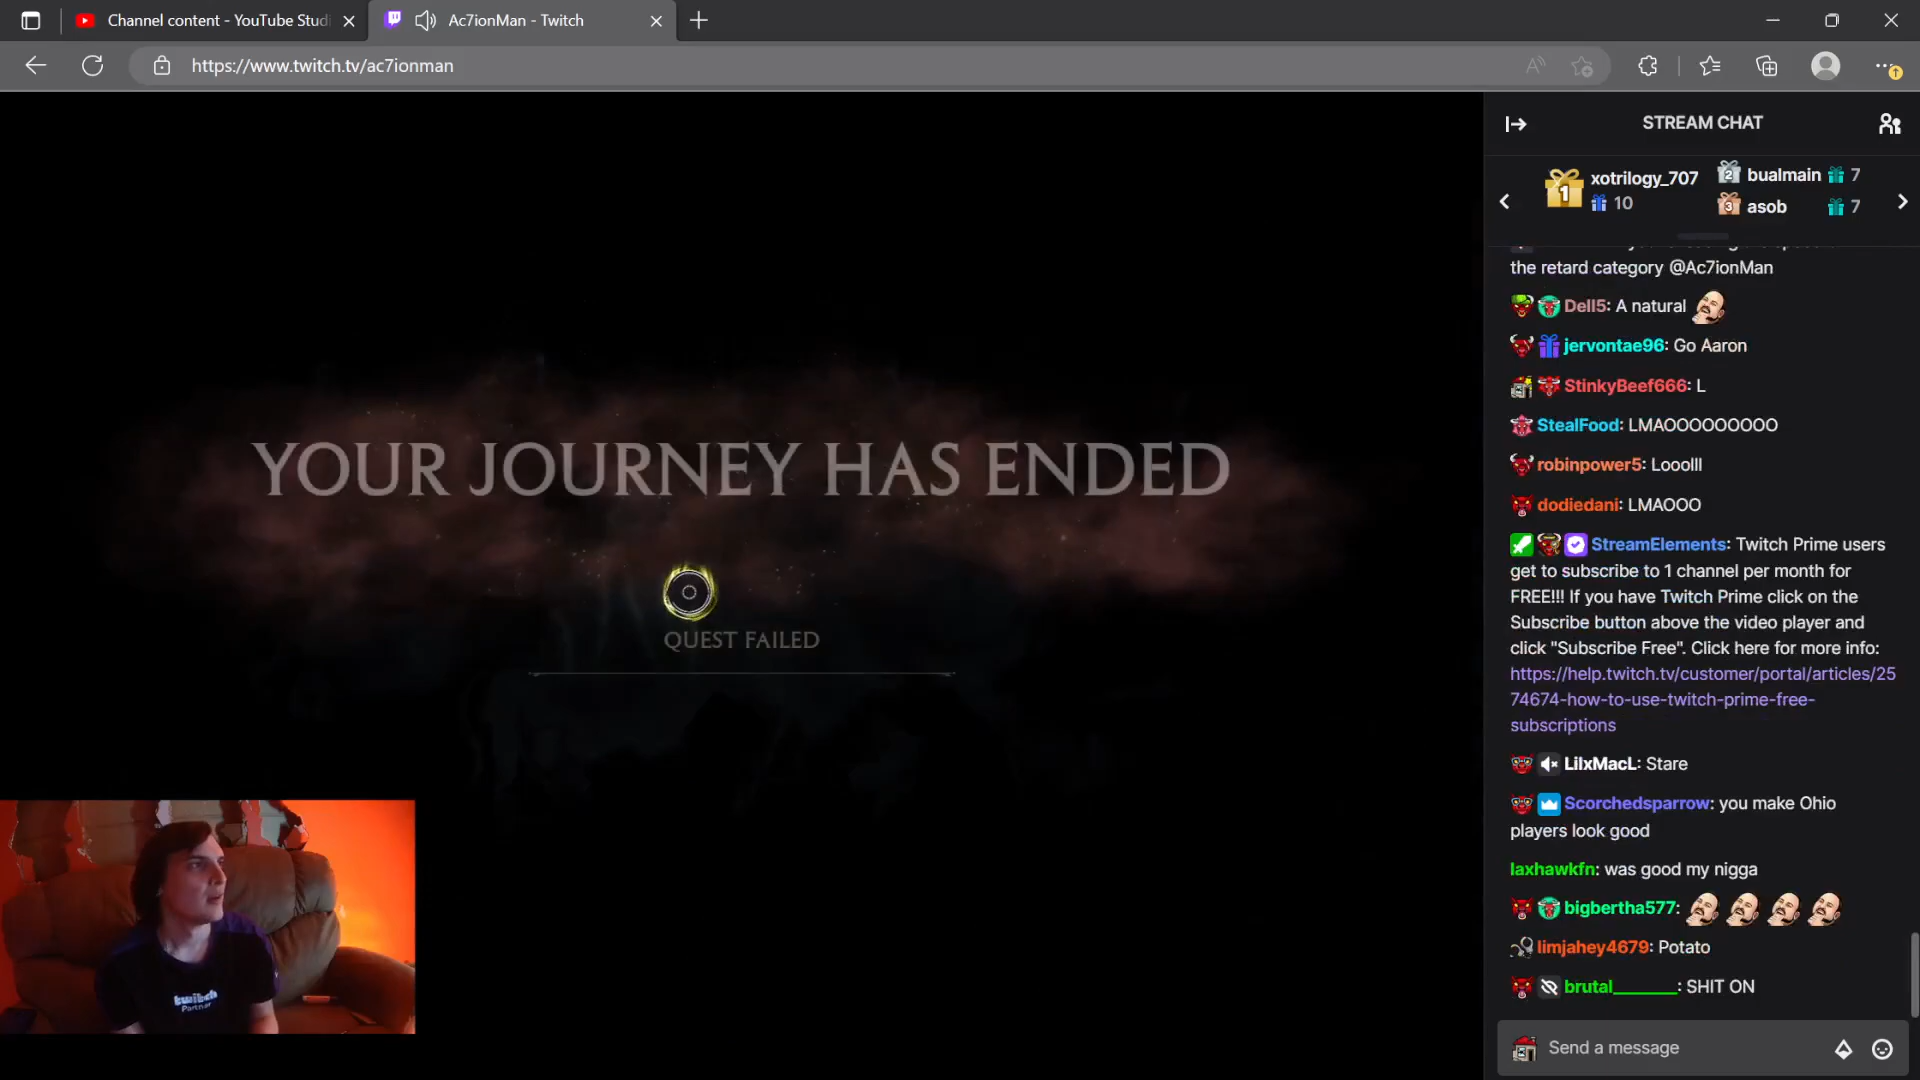 Channel content - YouTube Studi
Ac7ionMan - Twitch
https://www.twitch.tv/ac7ionman
STREAM CHAT
1 xotrilogy_707
10
2 bualmain 7
3 asob 7
the retard category @Ac7ionMan
Dell5: A natural
jervontae96: Go Aaron
StinkyBeef666: L
StealFood: LMAOOOOOOOOO
robinpower5: Looolll
dodiedani: LMAOOO
StreamElements: Twitch Prime users
get to subscribe to 1 channel per month for
FREE!!! If you have Twitch Prime click on the
Subscribe button above the video player and
click "Subscribe Free". Click here for more info:
https://help.twitch.tv/customer/portal/articles/25
74674-how-to-use-twitch-prime-free-
subscriptions
LilxMacL: Stare
Scorchedsparrow: you make Ohio
players look good
laxhawkfn: was good my nigga
bigbertha577:
limjahey4679: Potato
brutal_______: SHIT ON
Send a message
YOUR JOURNEY HAS ENDED
QUEST FAILED
twitch
Partner